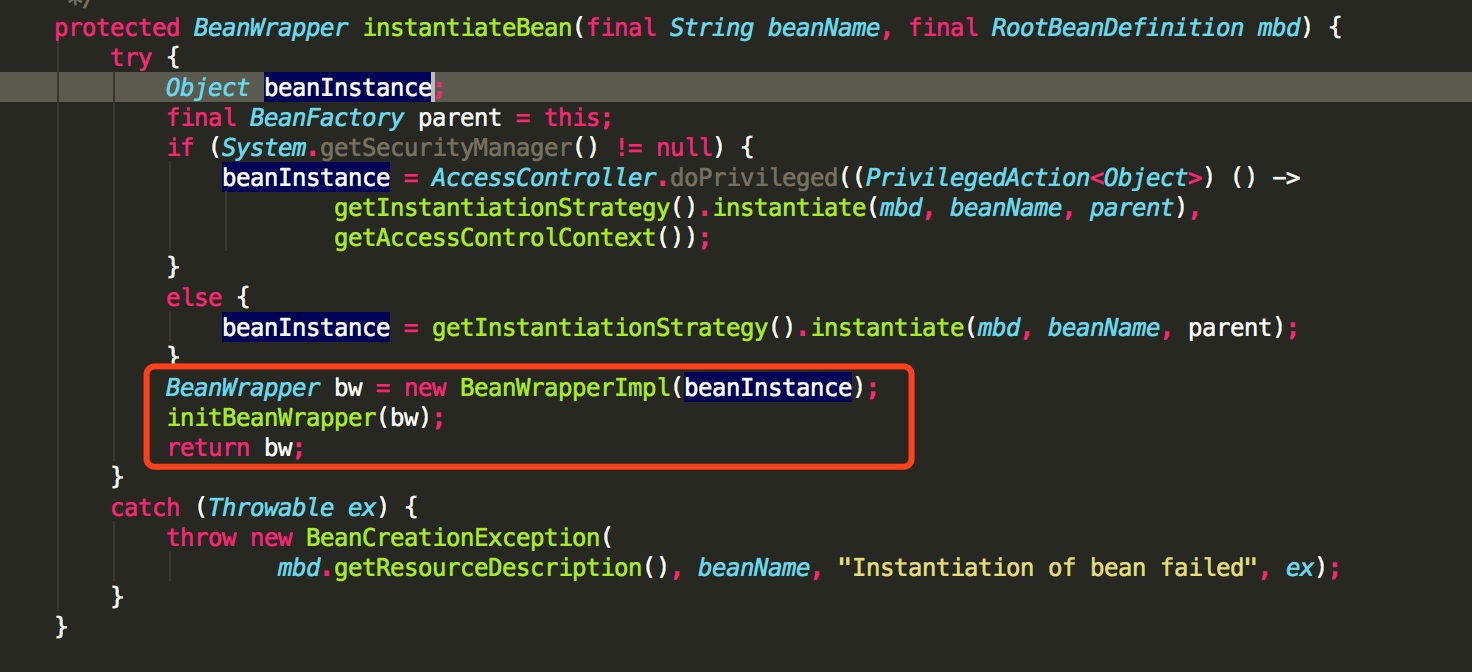 */
protected BeanWrapper instantiateBean(final String beanName, final RootBeanDefinition mbd) {
try {
Object beanInstance;
final BeanFactory parent = this;
if (System.getSecurityManager() != null) {
beanInstance = AccessController.doPrivileged((PrivilegedAction<Object>) () ->
getInstantiationStrategy().instantiate(mbd, beanName, parent),
getAccessControlContext());
}
else {
beanInstance = getInstantiationStrategy().instantiate(mbd, beanName, parent);
}
BeanWrapper bw = new BeanWrapperImpl(beanInstance);
initBeanWrapper(bw);
return bw;
}
catch (Throwable ex) {
throw new BeanCreationException(
mbd.getResourceDescription(), beanName, "Instantiation of bean failed", ex);
}
}